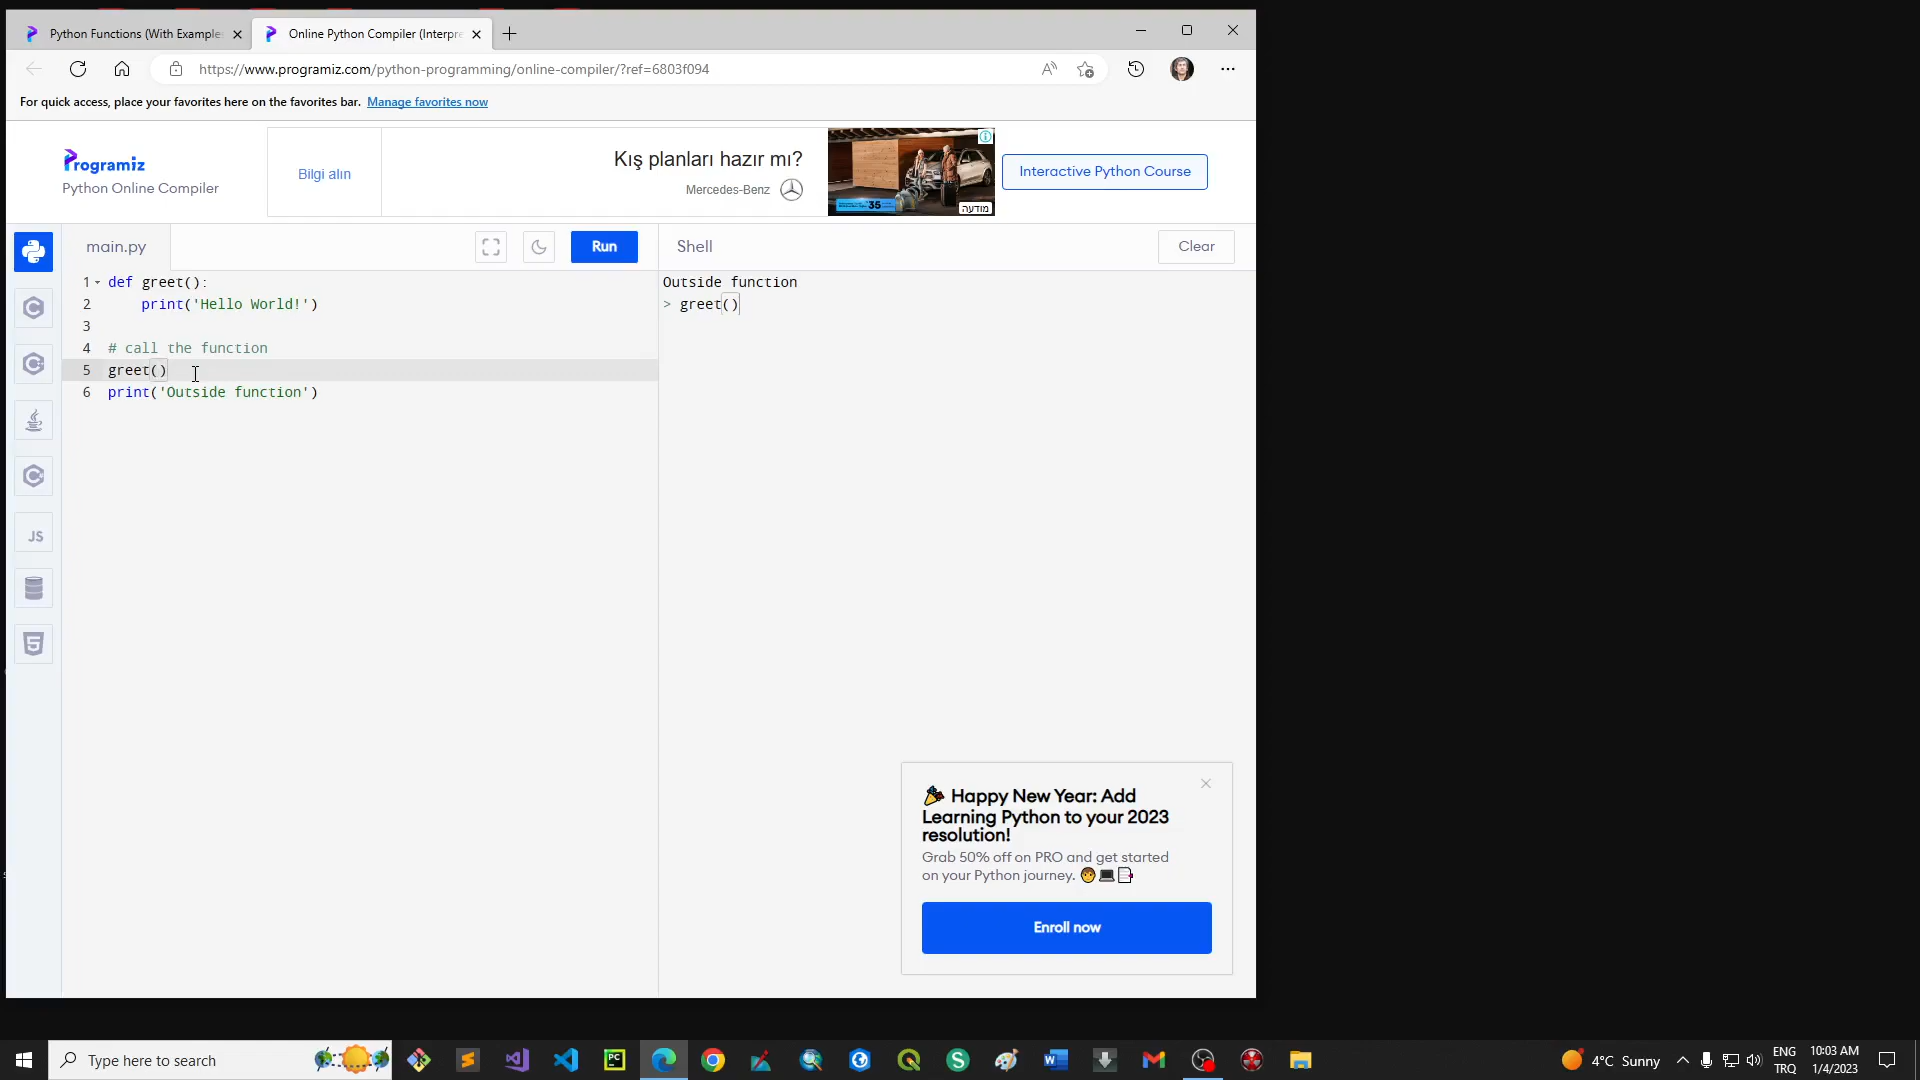 Python Functions (With Example
Online Python Compiler (Interpre
https://www.programiz.com/python-programming/online-compiler/?ref=6803f094
For quick access, place your favorites here on the favorites bar. Manage favorites now
Programiz
Python Online Compiler
Bilgi alın
Kış planları hazır mı?
Mercedes-Benz
'35
מודעה
Interactive Python Course
main.py
Run
Shell
Clear
1 def greet():
2 print('Hello World!')
3
4 # call the function
5 greet()
6 print('Outside function')
Outside function
> greet()
JS
🎉 Happy New Year: Add
Learning Python to your 2023
resolution!
Grab 50% off on PRO and get started
on your Python journey. 🧑💻📑
Enroll now
Type here to search
PC
W
S
4°C Sunny
ENG
TRQ
10:03 AM
1/4/2023